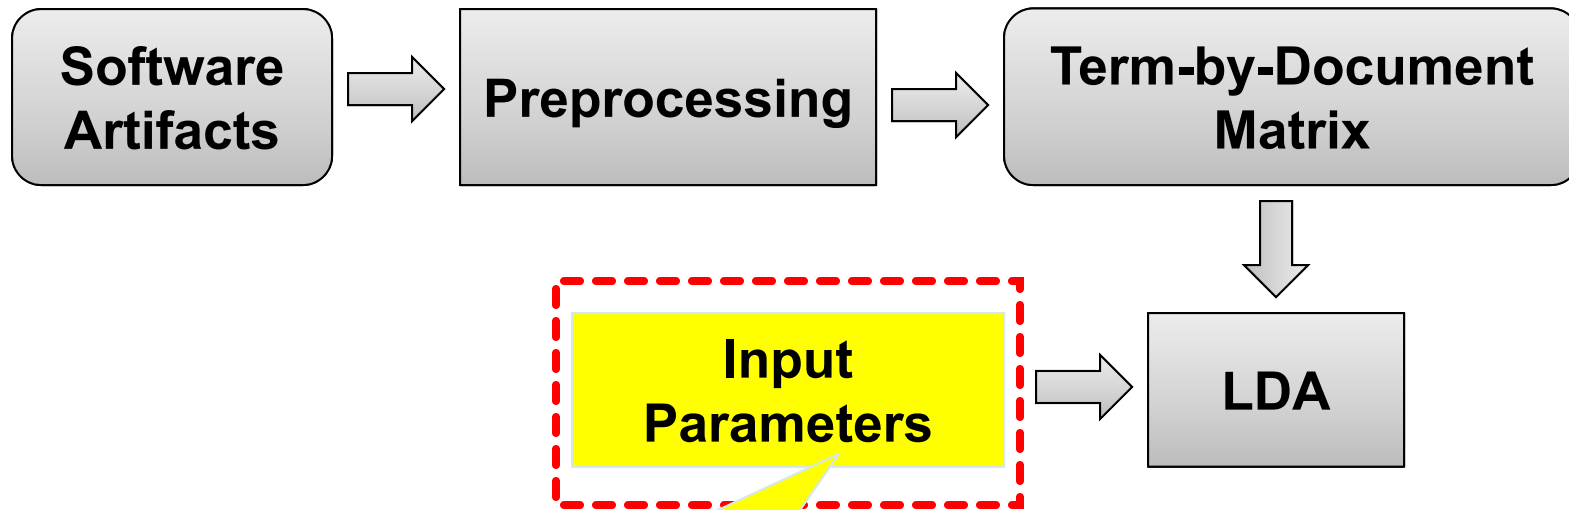 Software
Artifacts
Preprocessing
Term-by-Document
Matrix
Input
Parameters
LDA